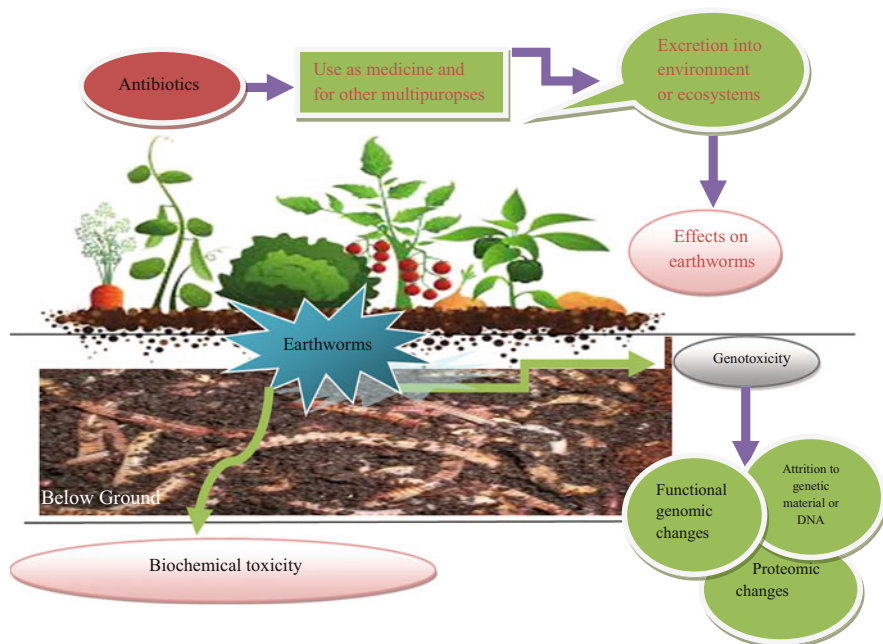 Antibiotics
Use as medicine and
for other multipuropses
Excretion into
environment
or ecosystems
Effects on
earthworms
Earthworms
Genotoxicity
Below Ground
Functional
genomic
changes
Attrition to
genetic
material or
DNA
Proteomic
changes
Biochemical toxicity